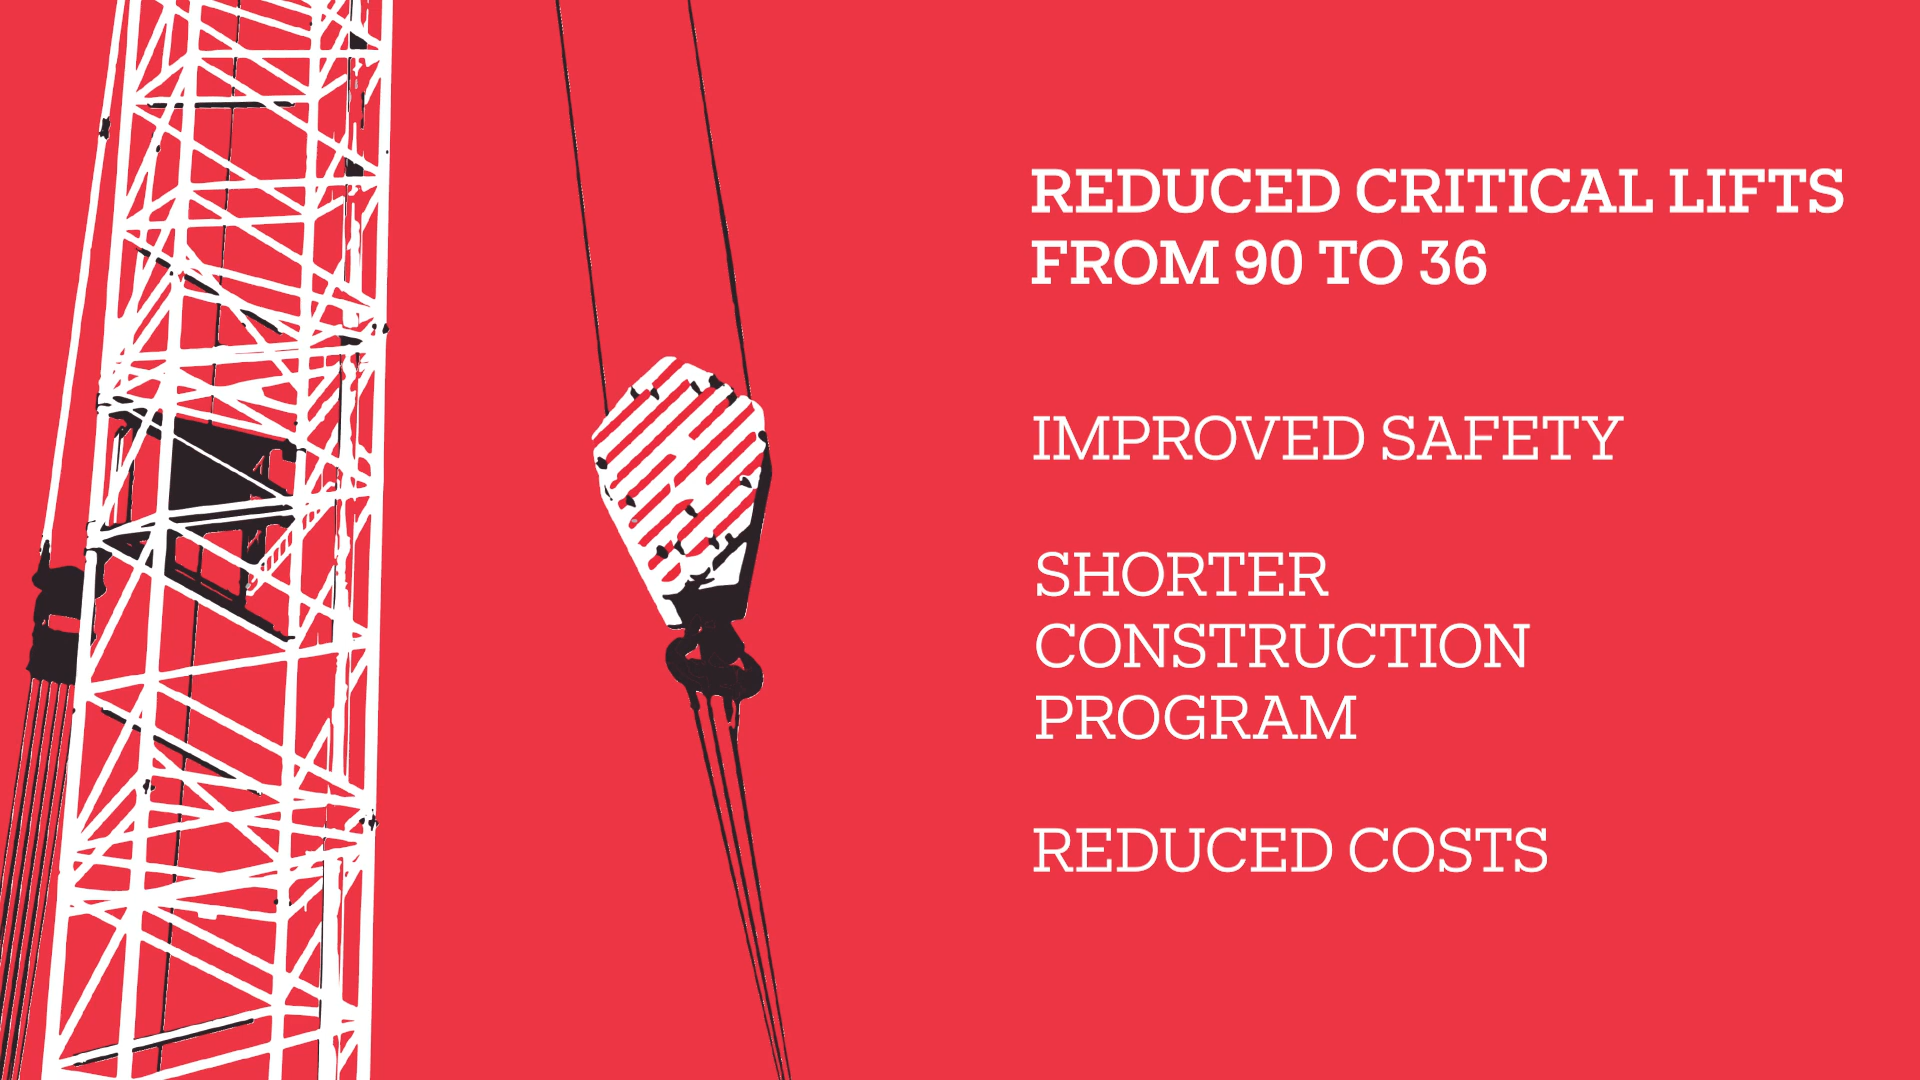 REDUCED CRITICAL LIFTS
FROM 90 TO 36
IMPROVED SAFETY
SHORTER
CONSTRUCTION
PROGRAM
REDUCED COSTS